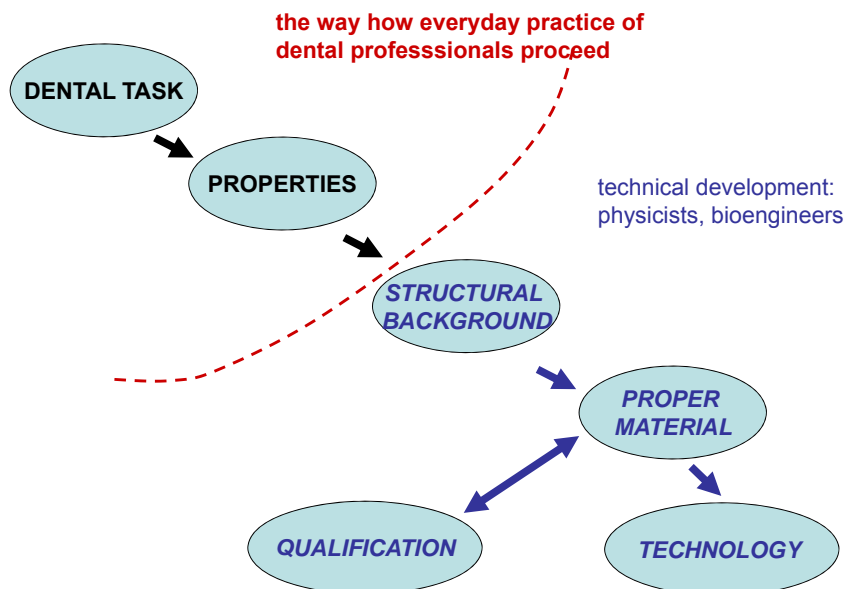 the way how everyday practice of
dental professsionals proceed
DENTAL TASK
PROPERTIES
technical development:
physicists, bioengineers
STRUCTURAL
BACKGROUND
PROPER
MATERIAL
QUALIFICATION
TECHNOLOGY